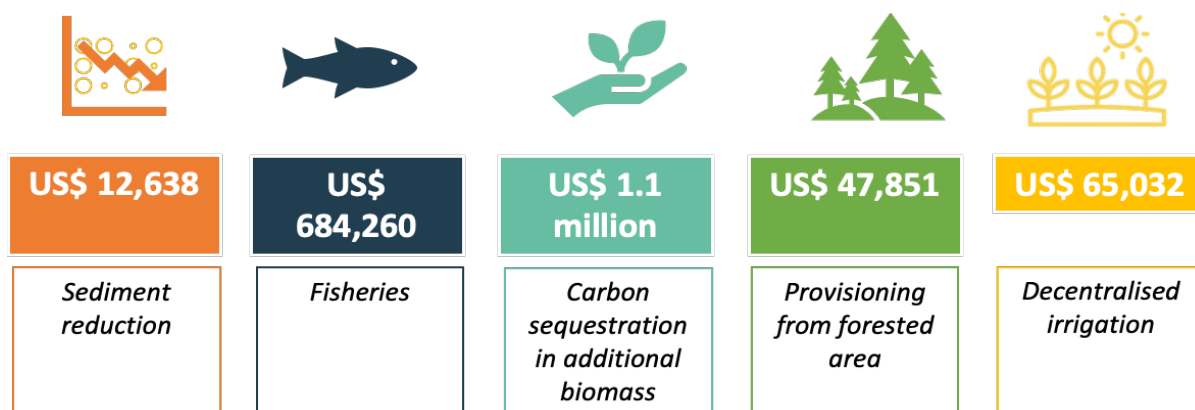 US$ 12,638
US$
684,260
US$ 1.1
million
US$ 47,851
US$ 65,032
Sediment
reduction
Fisheries
Carbon
sequestration
in additional
biomass
Provisioning
from forested
area
Decentralised
irrigation